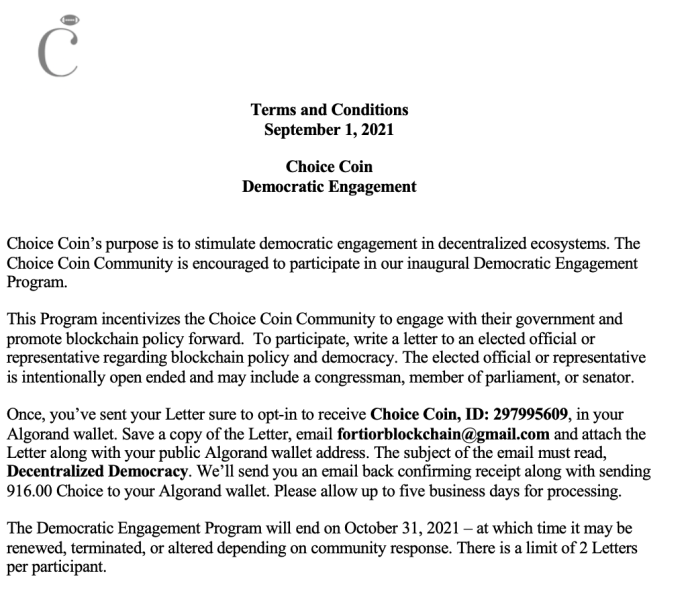 Terms and Conditions
September 1, 2021
Choice Coin
Democratic Engagement
Choice Coin's purpose is to stimulate democratic engagement in decentralized ecosystems. The
Choice Coin Community is encouraged to participate in our inaugural Democratic Engagement
Program.
This Program incentivizes the Choice Coin Community to engage with their government and
promote blockchain policy forward.  To participate, write a letter to an elected official or
representative regarding blockchain policy and democracy. The elected official or representative
is intentionally open ended and may include a congressman, member of parliament, or senator.
Once, you've sent your Letter sure to opt-in to receive Choice Coin, ID: 297995609, in your
Algorand wallet. Save a copy of the Letter, email fortiorblockchain@gmail.com and attach the
Letter along with your public Algorand wallet address. The subject of the email must read,
Decentralized Democracy. We'll send you an email back confirming receipt along with sending
916.00 Choice to your Algorand wallet. Please allow up to five business days for processing.
The Democratic Engagement Program will end on October 31, 2021 – at which time it may be
renewed, terminated, or altered depending on community response. There is a limit of 2 Letters
per participant.